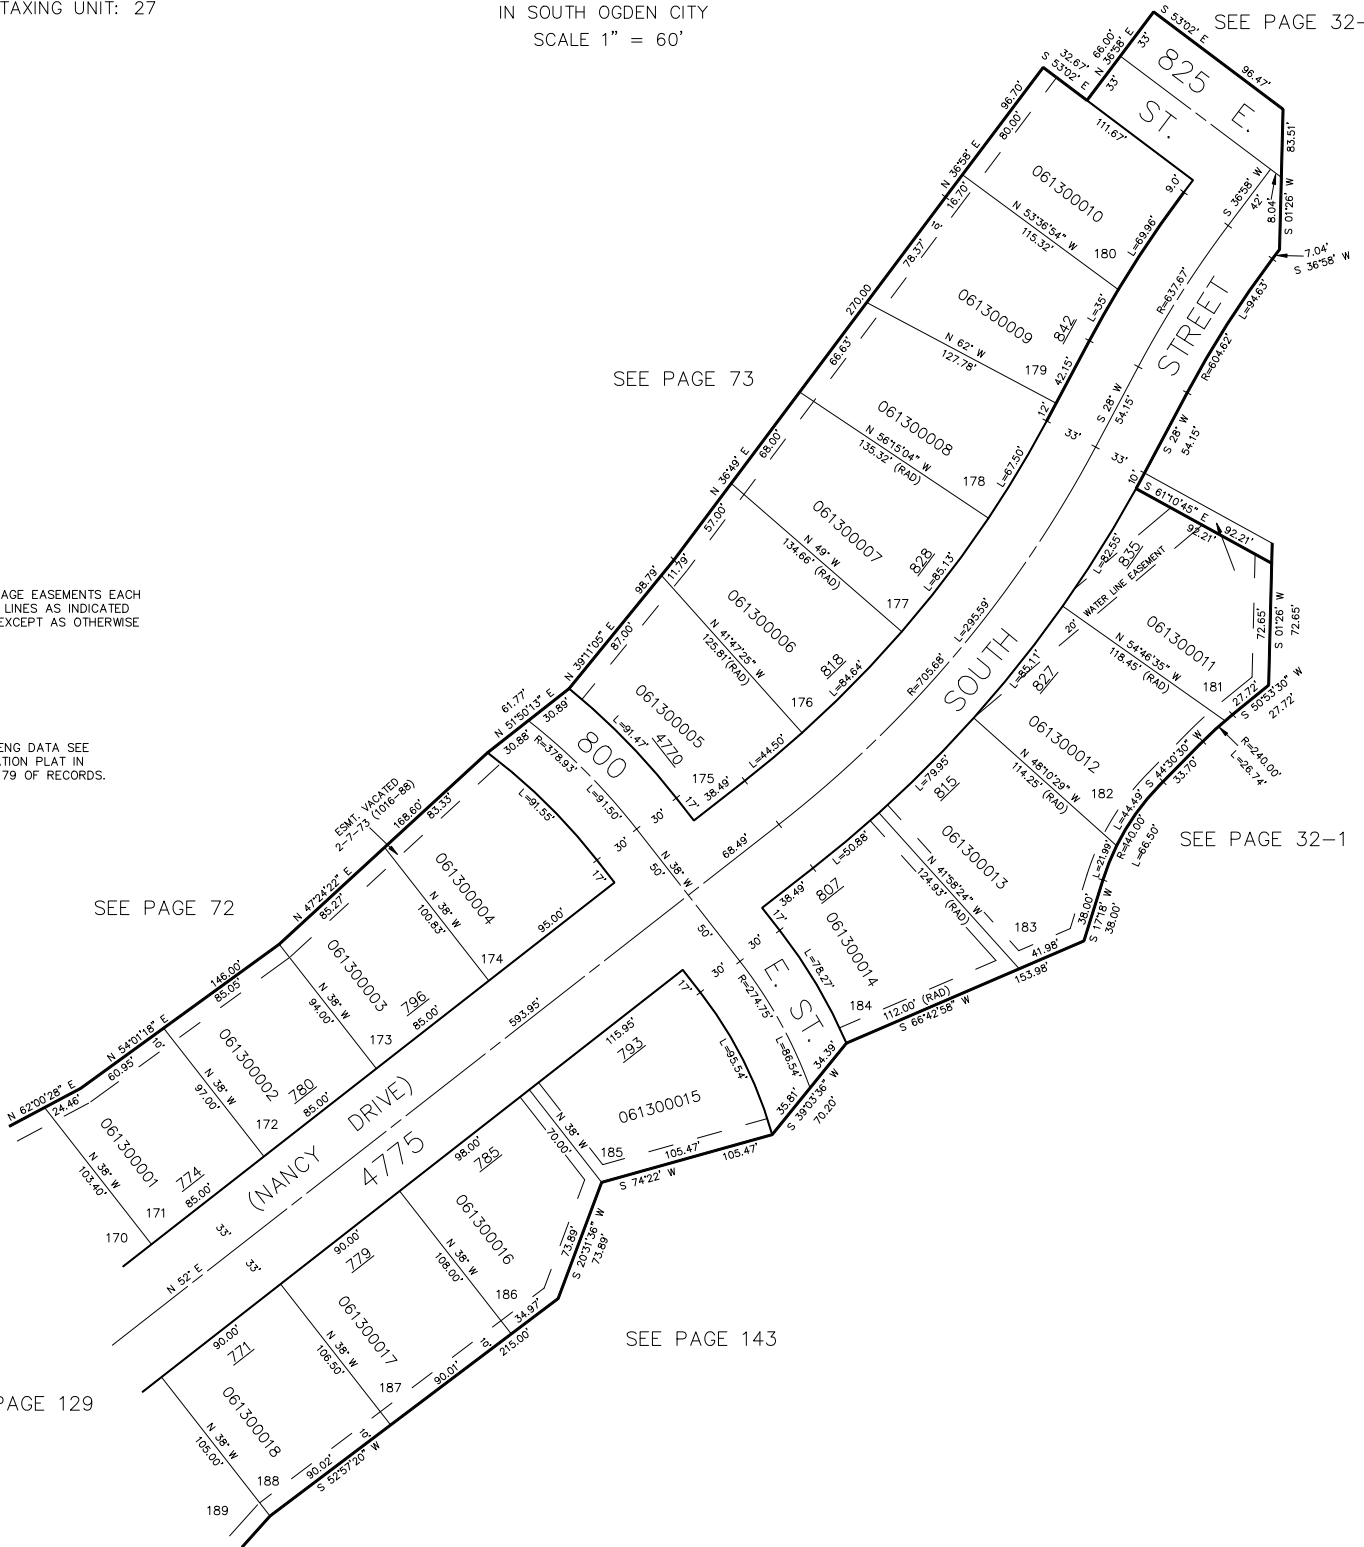 TAXING UNIT: 27
IN SOUTH OGDEN CITY
SCALE 1" = 60'
SEE PAGE 32-
S 53°02' E
96.47'
66.00'
N 36°58' E
33'
33'
825 E.
ST.
83.51'
S 01°26' W
8.04'
7.04'
S 36°58' W
32.67'
S 53°02' E
111.67'
96.70'
80.00'
N 36°58' E
16.70'
10'
061300010
9.0'
L=69.96'
N 53°36'54" W
115.32'
180
S 36°58' W
42'
R=637.67'
L=94.63'
R=604.62'
STREET
78.37'
270.00
061300009
842
L=35'
N 62° W
127.78'
179
42.15'
12'
S 28° W
54.15'
S 28° W
54.15'
33'
33'
SEE PAGE 73
66.63'
061300008
N 56°15'04" W
135.32' (RAD)
178
L=67.50'
68.00'
N 36°49' E
57.00'
061300007
828
N 49° W
134.66' (RAD)
177
L=85.13'
10'
S 61°10'45" E
92.21'
92.21'
L=82.55'
835
WATER LINE EASEMENT
20'
72.65'
S 01°26' W
72.65'
061300011
N 54°46'35" W
118.45' (RAD)
181
27.72'
S 50°53'30" W
27.72'
11.79'
98.79'
N 39°11'05" E
87.00'
061300006
818
N 41°47'25" W
125.81'(RAD)
176
L=84.64'
L=295.59'
R=705.68'
SOUTH
L=85.11'
827
061300012
N 48°10'29" W
114.25' (RAD)
182
R=240.00'
L=26.74'
S 44°30'30" W
33.70'
L=44.49'
R=140.00'
L=66.50'
L=21.99'
AGE EASEMENTS EACH
LINES AS INDICATED
EXCEPT AS OTHERWISE
ENG DATA SEE
ATION PLAT IN
79 OF RECORDS.
61.77'
N 51°50'13" E
30.89'
30.88'
R=378.93'
800
L=91.47'
061300005
4770
175
17'
38.49'
L=44.50'
L=91.50'
L=91.55'
30'
30'
17'
N 38° W
50'
50'
68.49'
L=79.95'
815
061300013
N 41°58'24" W
124.93' (RAD)
183
38.00'
S 17°18' W
38.00'
41.98'
153.98'
SEE PAGE 32-1
ESMT. VACATED
2-7-73 (1016-88)
168.60'
83.33'
N 47°24'22" E
85.27'
061300004
N 38° W
100.83'
174
95.00'
SEE PAGE 72
L=50.88'
38.49'
807
17'
30'
30'
L=78.27'
061300014
184
112.00' (RAD)
S 66°42'58" W
E. ST.
R=274.75'
L=86.54'
34.39'
35.81'
S 39°03'36" W
70.20'
146.00'
85.05'
N 54°01'18" E
10'
60.95'
061300003
796
N 38° W
94.00'
173
85.00'
593.95'
17'
115.95'
793
L=95.54'
061300015
N 38° W
70.00'
185
105.47'
105.47'
S 74°22' W
N 62°00'28" E
24.46'
061300002
780
N 38° W
97.00'
172
85.00'
061300001
774
N 38° W
103.40'
171
85.00'
170
(NANCY DRIVE)
4775
33'
33'
N 52° E
98.00'
785
061300016
N 38° W
108.00'
186
73.89'
S 20°31'36" W
73.89'
34.97'
215.00'
90.00'
779
061300017
N 38° W
106.50'
187
10'
90.01'
SEE PAGE 143
90.00'
771
061300018
N 38° W
105.00'
188
10'
90.02'
S 52°57'20" W
189
PAGE 129